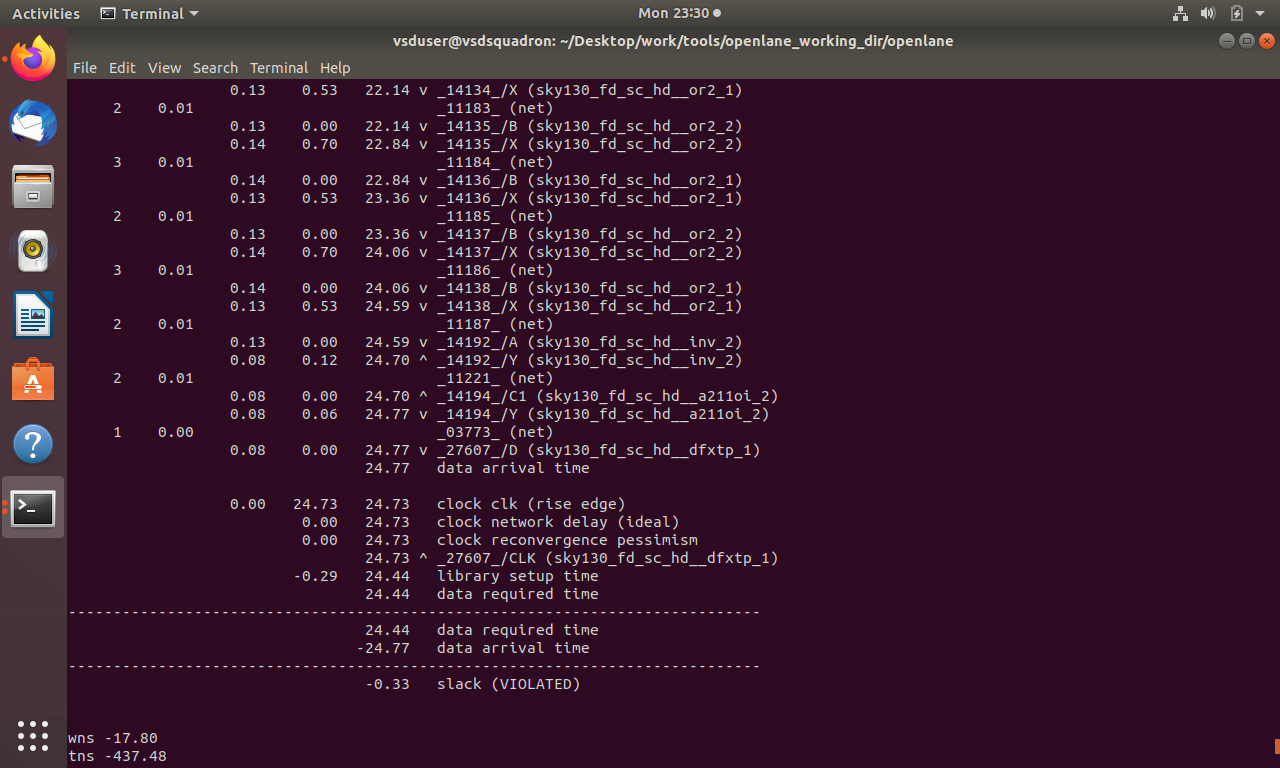 Activities Terminal Mon 23:30
vsduser@vsdsquadron: ~/Desktop/work/tools/openlane_working_dir/openlane
File Edit View Search Terminal Help
0.13 0.53 22.14 v _14134_/X (sky130_fd_sc_hd__or2_1)
2 0.01 _11183_ (net)
0.13 0.00 22.14 v _14135_/B (sky130_fd_sc_hd__or2_2)
0.14 0.70 22.84 v _14135_/X (sky130_fd_sc_hd__or2_2)
3 0.01 _11184_ (net)
0.14 0.00 22.84 v _14136_/B (sky130_fd_sc_hd__or2_1)
0.13 0.53 23.36 v _14136_/X (sky130_fd_sc_hd__or2_1)
2 0.01 _11185_ (net)
0.13 0.00 23.36 v _14137_/B (sky130_fd_sc_hd__or2_2)
0.14 0.70 24.06 v _14137_/X (sky130_fd_sc_hd__or2_2)
3 0.01 _11186_ (net)
0.14 0.00 24.06 v _14138_/B (sky130_fd_sc_hd__or2_1)
0.13 0.53 24.59 v _14138_/X (sky130_fd_sc_hd__or2_1)
2 0.01 _11187_ (net)
0.13 0.00 24.59 v _14192_/A (sky130_fd_sc_hd__inv_2)
0.08 0.12 24.70 ^ _14192_/Y (sky130_fd_sc_hd__inv_2)
2 0.01 _11221_ (net)
0.08 0.00 24.70 ^ _14194_/C1 (sky130_fd_sc_hd__a211oi_2)
0.08 0.06 24.77 v _14194_/Y (sky130_fd_sc_hd__a211oi_2)
1 0.00 _03773_ (net)
0.08 0.00 24.77 v _27607_/D (sky130_fd_sc_hd__dfxtp_1)
24.77 data arrival time
0.00 24.73 24.73 clock clk (rise edge)
0.00 24.73 clock network delay (ideal)
0.00 24.73 clock reconvergence pessimism
24.73 ^ _27607_/CLK (sky130_fd_sc_hd__dfxtp_1)
-0.29 24.44 library setup time
24.44 data required time
-----------------------------------------------------------------------------
24.44 data required time
-24.77 data arrival time
-----------------------------------------------------------------------------
-0.33 slack (VIOLATED)
wns -17.80
tns -437.48